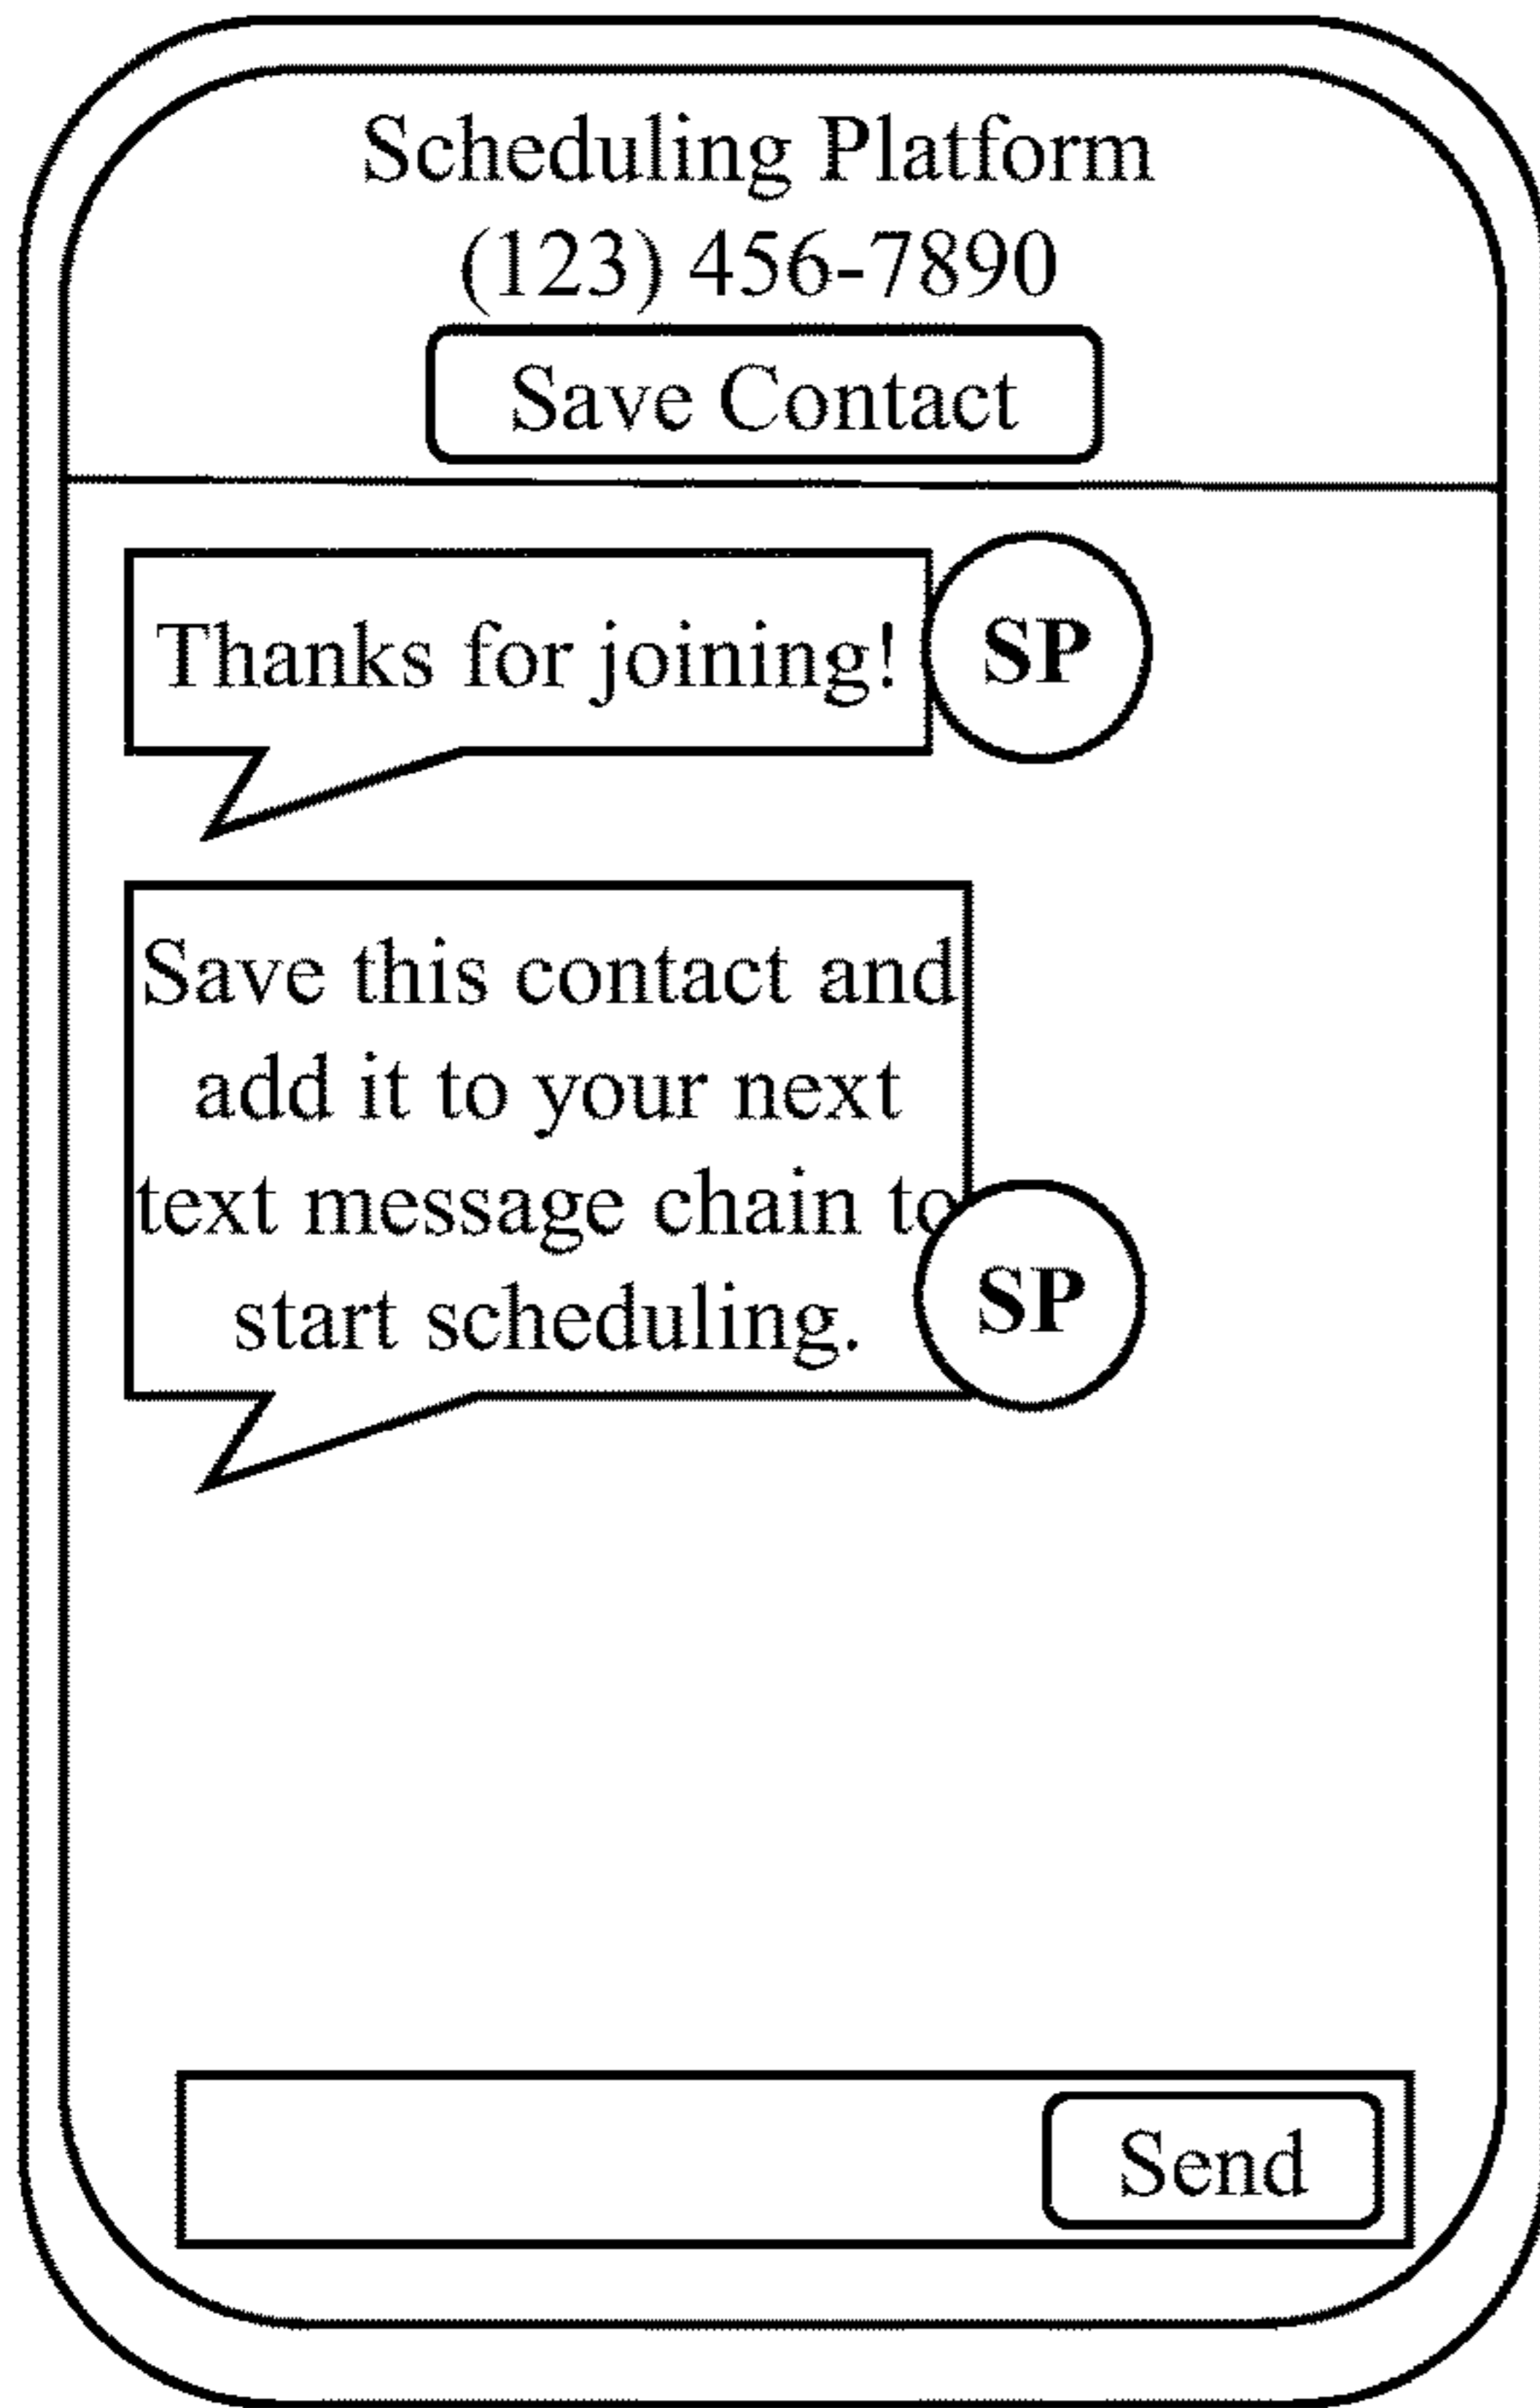 Scheduling Platform
(123) 456-7890
Save Contact
Thanks for joining!
SP
Save this contact and
add it to your next
text message chain to
start scheduling.
SP
Send